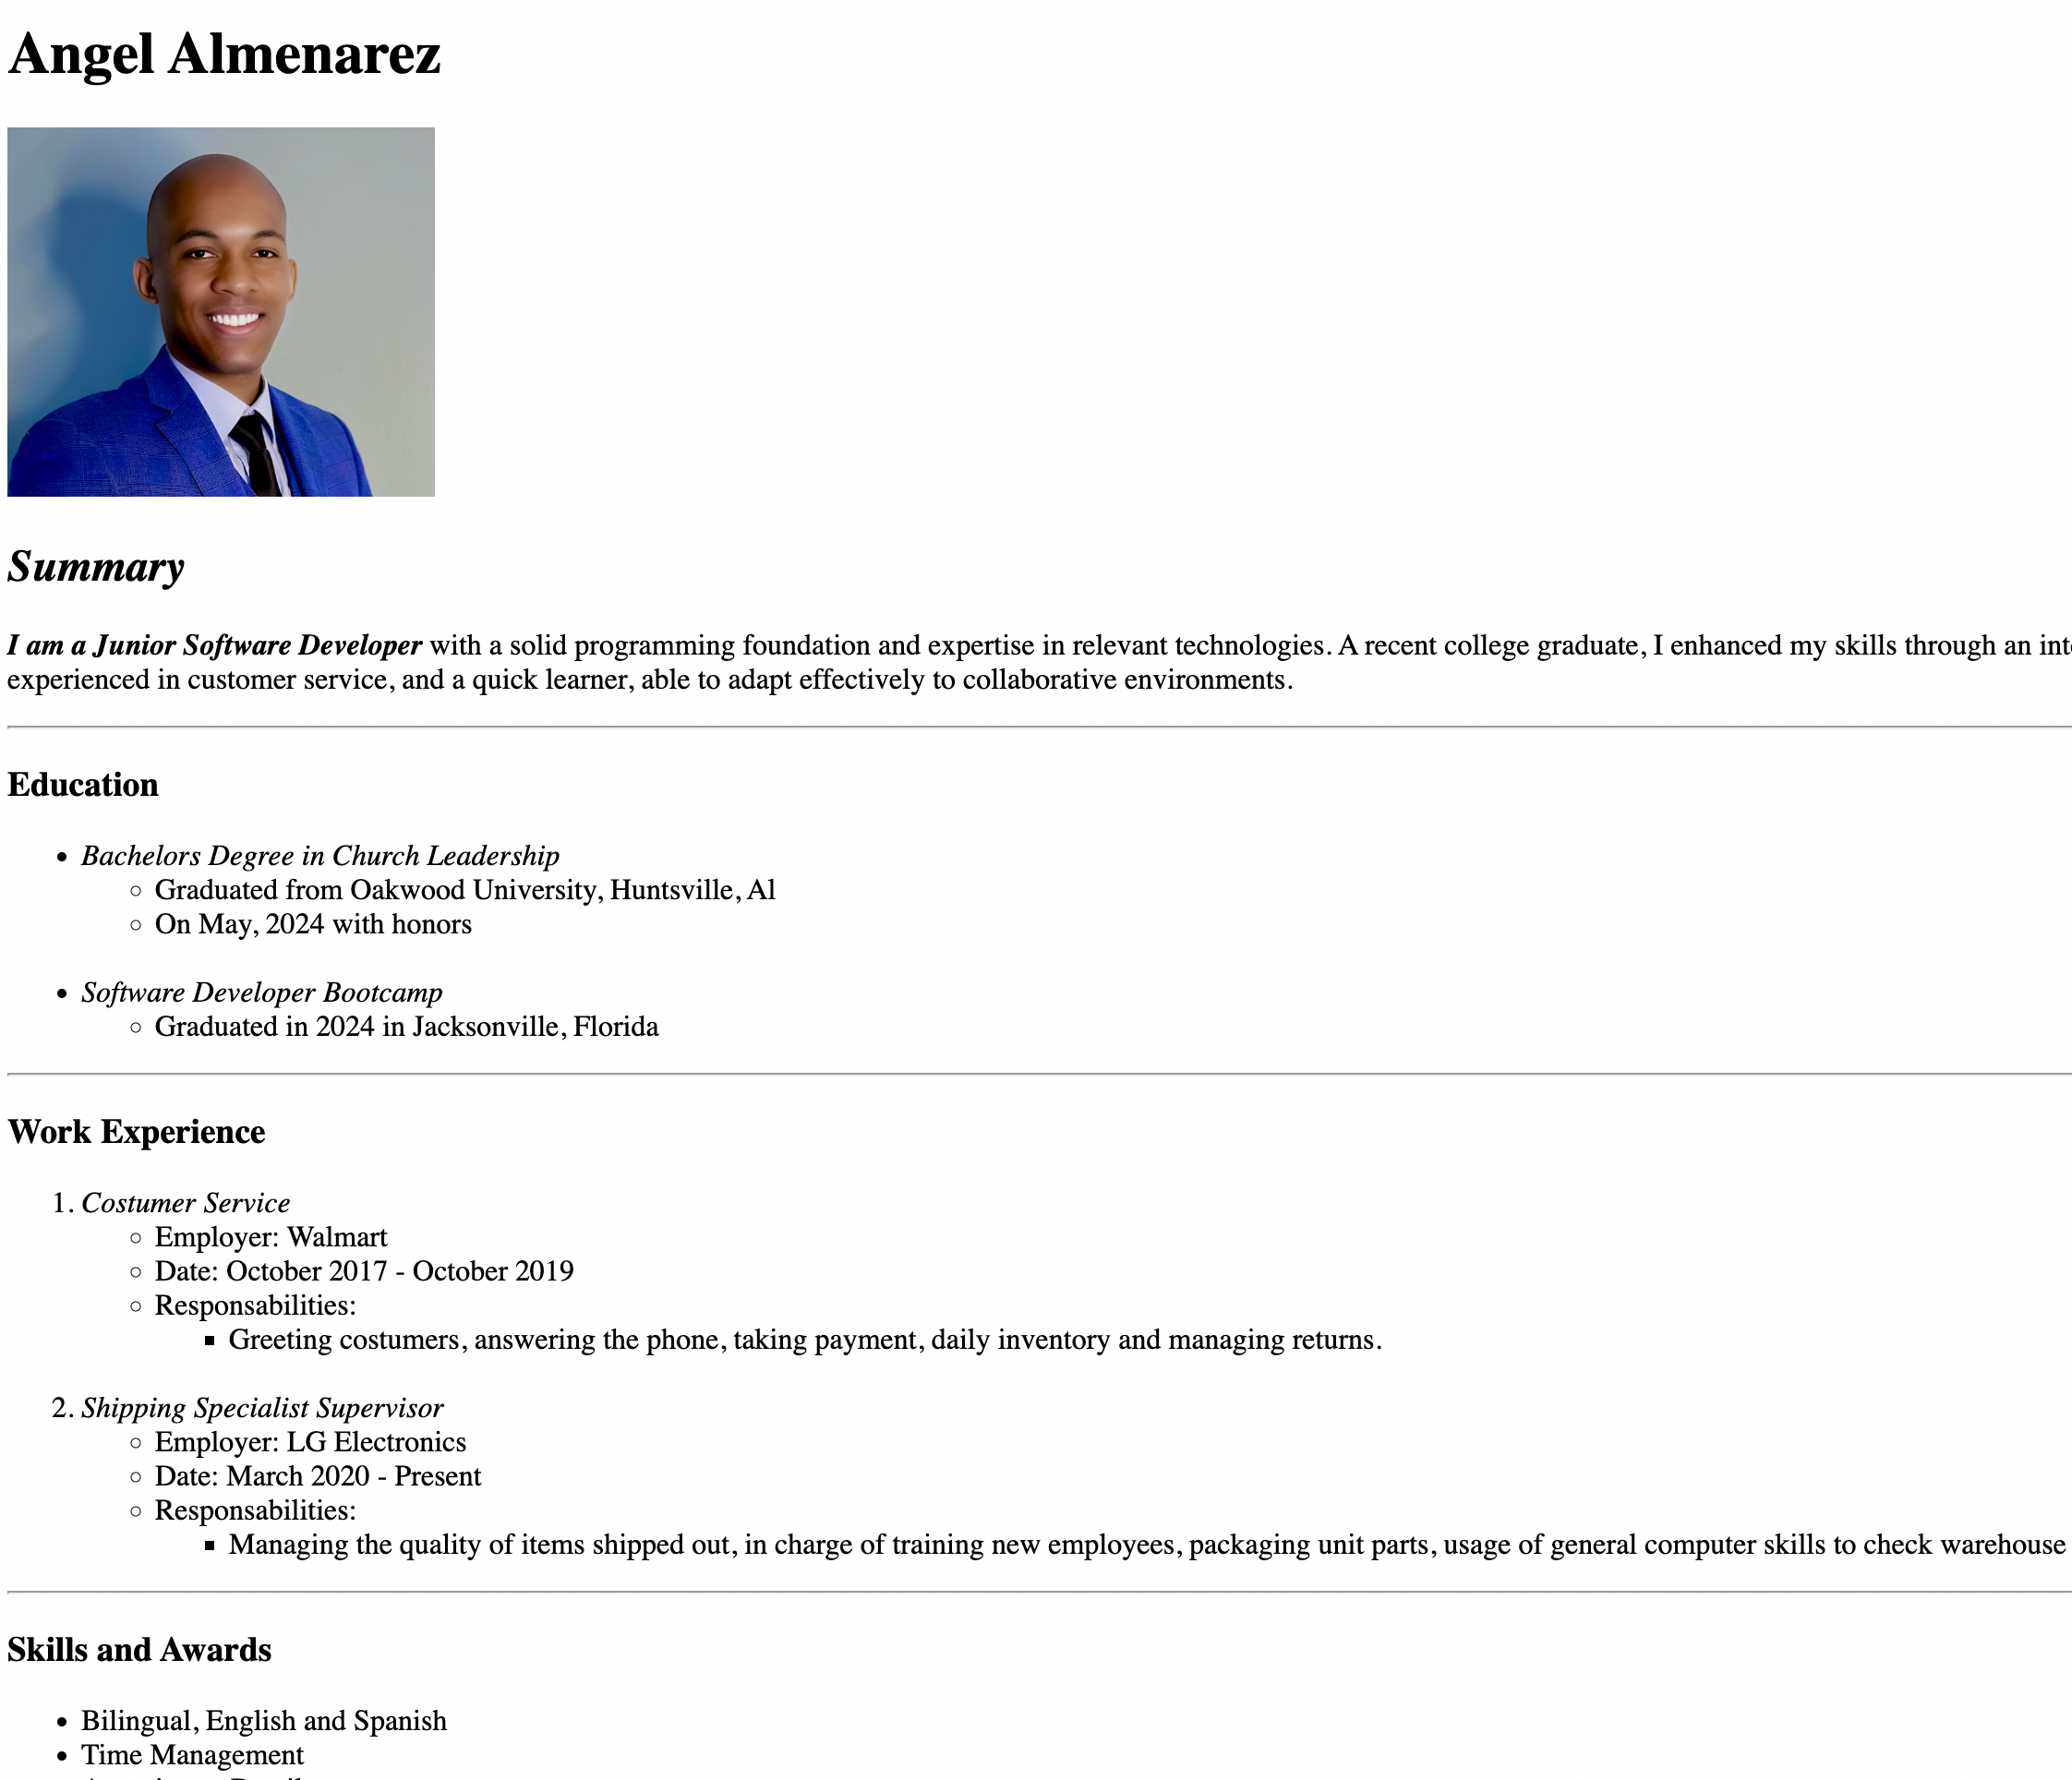 Angel Almenarez
Summary
I am a Junior Software Developer with a solid programming foundation and expertise in relevant technologies. A recent college graduate, I enhanced my skills through an
experienced in customer service, and a quick learner, able to adapt effectively to collaborative environments.
Education
• Bachelors Degree in Church Leadership
○ Graduated from Oakwood University, Huntsville, Al
○ On May, 2024 with honors
• Software Developer Bootcamp
○ Graduated in 2024 in Jacksonville, Florida
Work Experience
1. Costumer Service
○ Employer: Walmart
○ Date: October 2017 - October 2019
○ Responsabilities:
▪ Greeting costumers, answering the phone, taking payment, daily inventory and managing returns.
2. Shipping Specialist Supervisor
○ Employer: LG Electronics
○ Date: March 2020 - Present
○ Responsabilities:
▪ Managing the quality of items shipped out, in charge of training new employees, packaging unit parts, usage of general computer skills to check warehouse
Skills and Awards
• Bilingual, English and Spanish
• Time Management